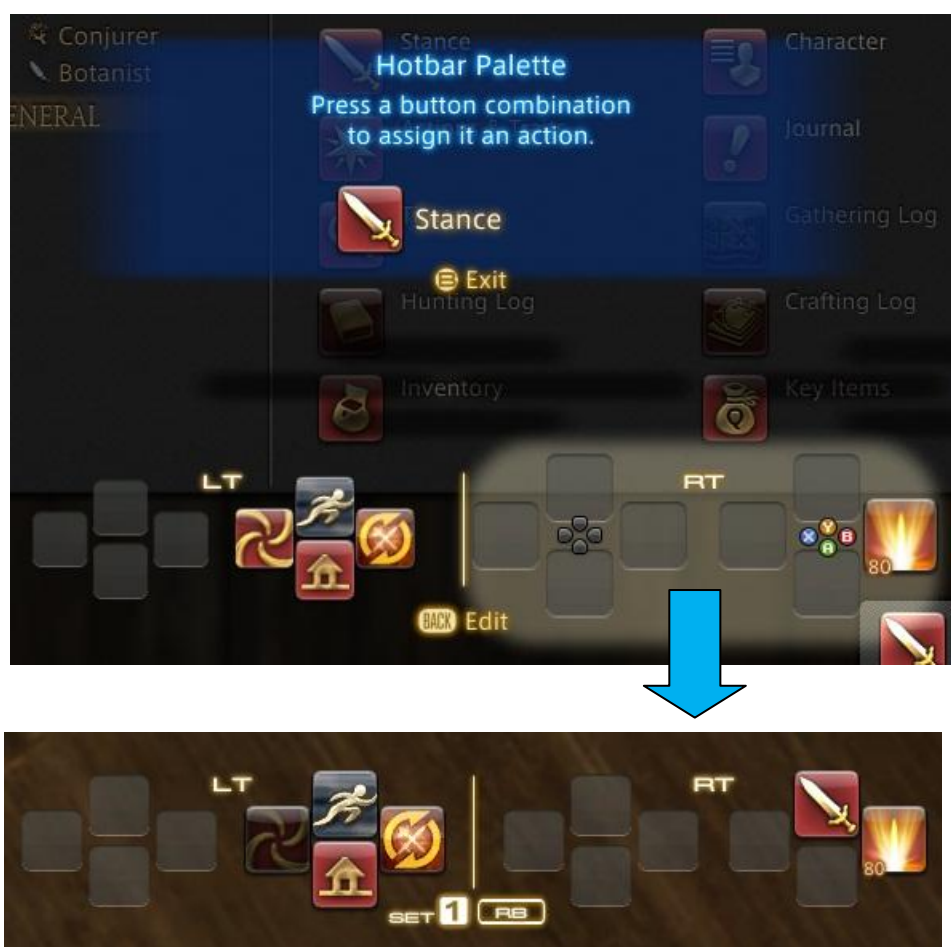 Conjurer
Botanist
ENERAL
Stance
Character
Hotbar Palette
Press a button combination
to assign it an action.
Journal
Stance
Gathering Log
Exit
Hunting Log
Crafting Log
Inventory
Key Items
LT
RT
X Y B A
80
BACK Edit
LT
RT
80
SET 1 RB